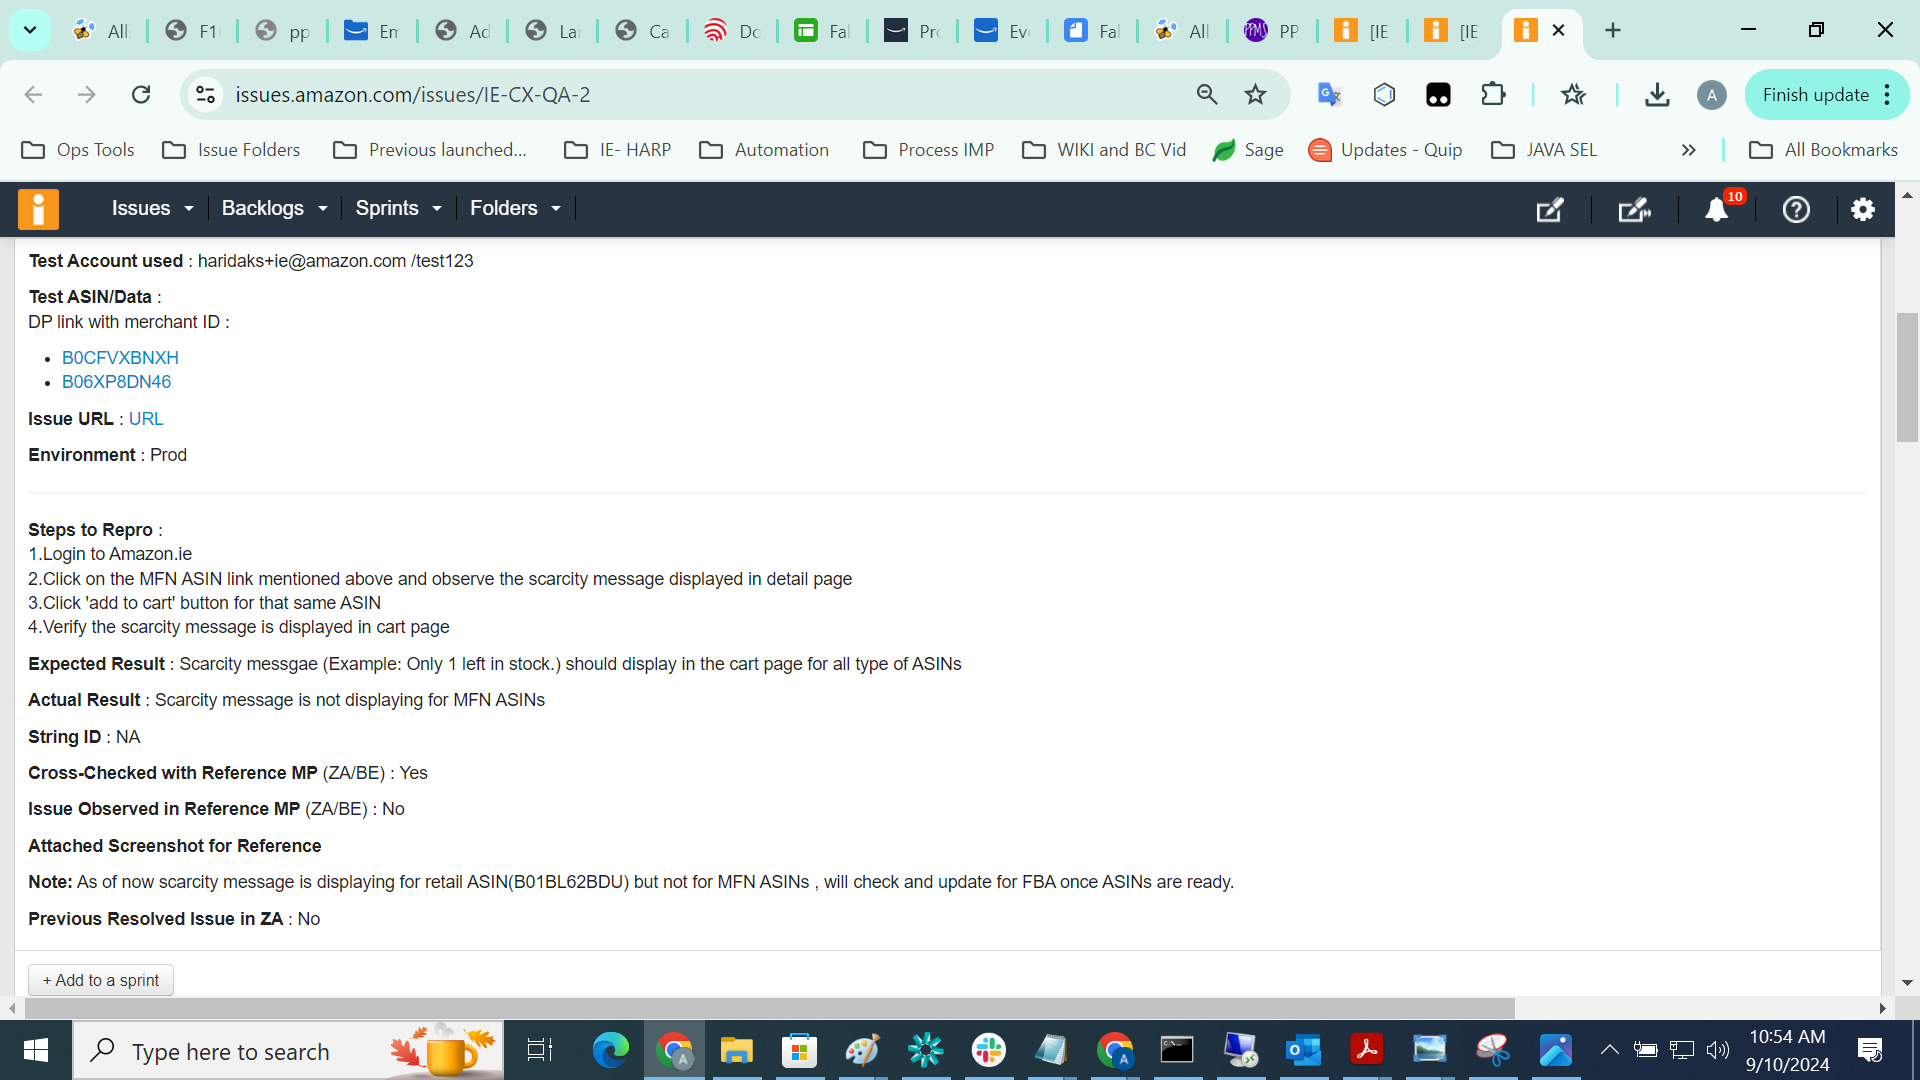 All
F1
pp
Em
Ad
La
Ca
Do
Fal
Pr
Ev
Fal
All
PPMS PP
[IE
[IE
issues.amazon.com/issues/IE-CX-QA-2
A
Finish update
Ops Tools
Issue Folders
Previous launched...
IE- HARP
Automation
Process IMP
WIKI and BC Vid
Sage
Updates - Quip
JAVA SEL
»
All Bookmarks
Issues
Backlogs
Sprints
Folders
10
Test Account used : haridaks+ie@amazon.com /test123
Test ASIN/Data :
DP link with merchant ID :
• B0CFVXBNXH
• B06XP8DN46
Issue URL : URL
Environment : Prod
Steps to Repro :
1.Login to Amazon.ie
2.Click on the MFN ASIN link mentioned above and observe the scarcity message displayed in detail page
3.Click 'add to cart' button for that same ASIN
4.Verify the scarcity message is displayed in cart page
Expected Result : Scarcity messgae (Example: Only 1 left in stock.) should display in the cart page for all type of ASINs
Actual Result : Scarcity message is not displaying for MFN ASINs
String ID : NA
Cross-Checked with Reference MP (ZA/BE) : Yes
Issue Observed in Reference MP (ZA/BE) : No
Attached Screenshot for Reference
Note: As of now scarcity message is displaying for retail ASIN(B01BL62BDU) but not for MFN ASINs , will check and update for FBA once ASINs are ready.
Previous Resolved Issue in ZA : No
+ Add to a sprint
Type here to search
10:54 AM
9/10/2024